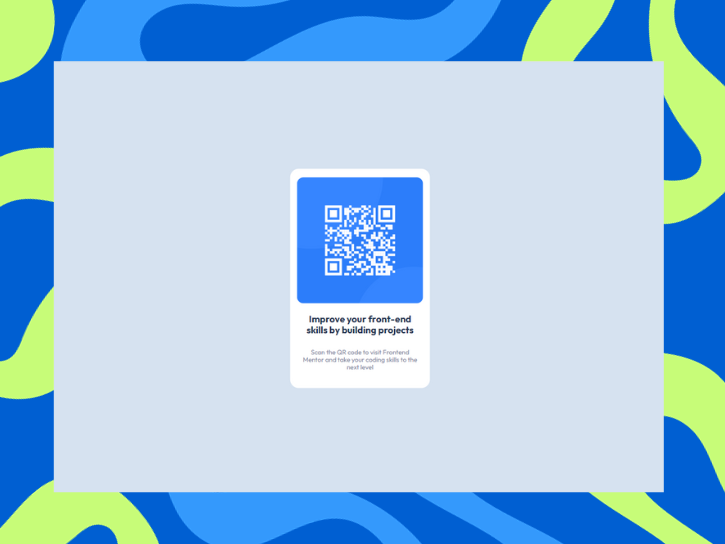 Improve your front-end
skills by building projects
Scan the QR code to visit Frontend
Mentor and take your coding skills to the
next level